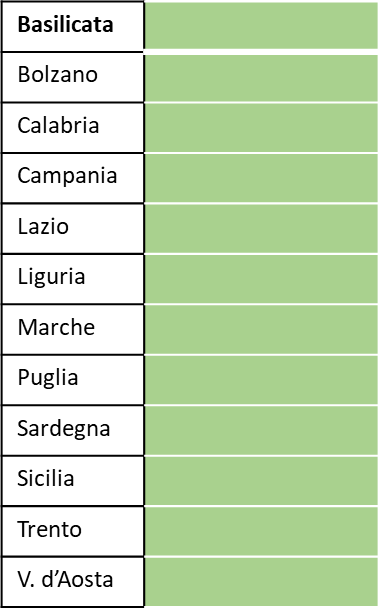 Basilicata
Bolzano
Calabria
Campania
Lazio
Liguria
Marche
Puglia
Sardegna
Sicilia
Trento
V. d’Aosta